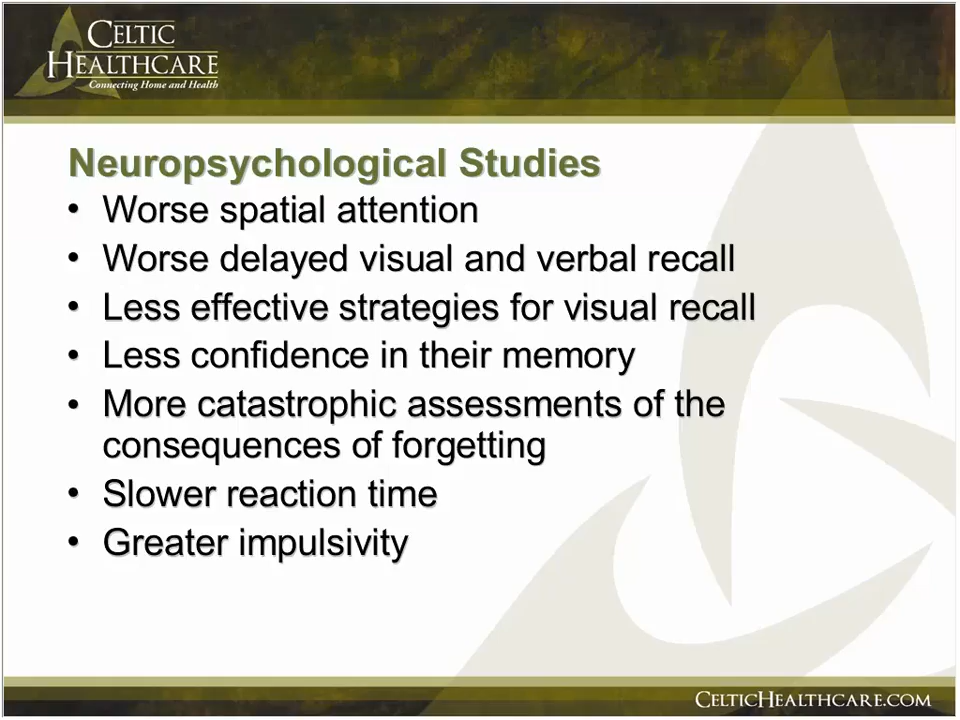 CELTIC
HEALTHCARE
Connecting Home and Health
Neuropsychological Studies
• Worse spatial attention
• Worse delayed visual and verbal recall
• Less effective strategies for visual recall
• Less confidence in their memory
• More catastrophic assessments of the
consequences of forgetting
• Slower reaction time
• Greater impulsivity
CELTICHEALTHCARE.COM